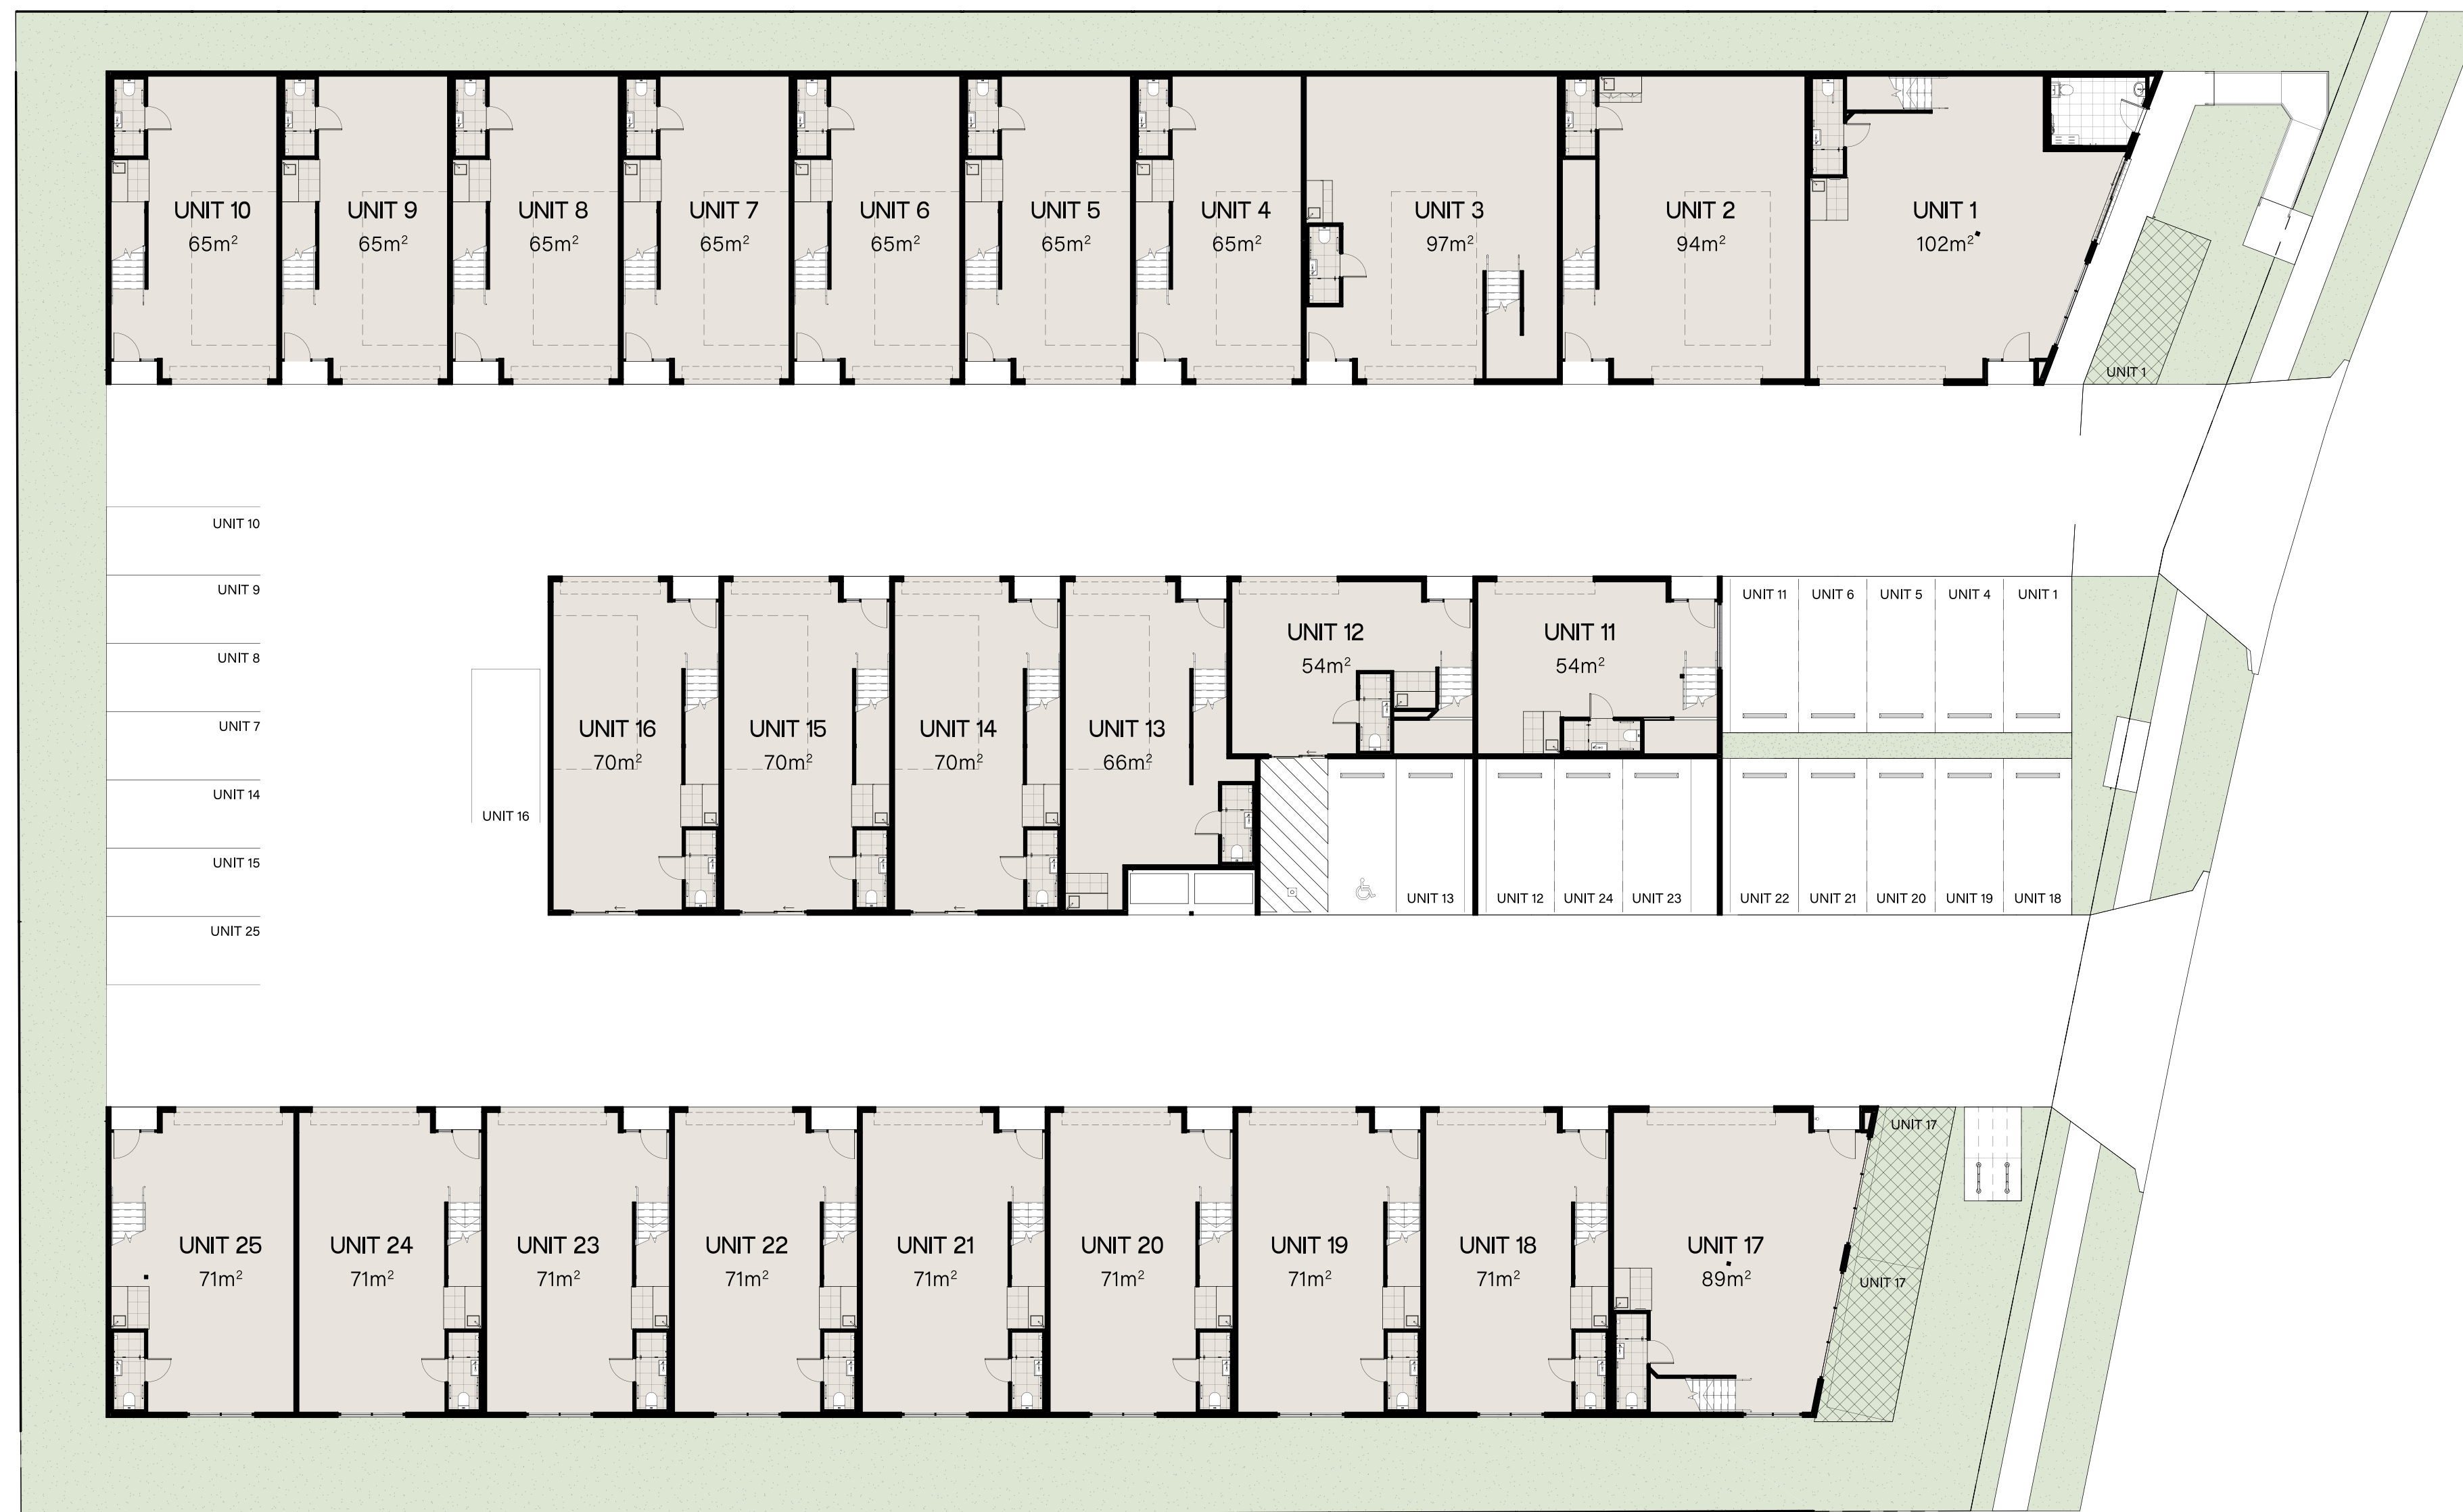 UNIT 10
65m²
UNIT 9
65m²
UNIT 8
65m²
UNIT 7
65m²
UNIT 6
65m²
UNIT 5
65m²
UNIT 4
65m²
UNIT 3
97m²
UNIT 2
94m²
UNIT 1
102m²
UNIT 1
UNIT 10
UNIT 9
UNIT 8
UNIT 7
UNIT 14
UNIT 15
UNIT 25
UNIT 16
UNIT 16
70m²
UNIT 15
70m²
UNIT 14
70m²
UNIT 13
66m²
UNIT 12
54m²
UNIT 11
54m²
UNIT 11
UNIT 6
UNIT 5
UNIT 4
UNIT 1
UNIT 13
UNIT 12
UNIT 24
UNIT 23
UNIT 22
UNIT 21
UNIT 20
UNIT 19
UNIT 18
UNIT 25
71m²
UNIT 24
71m²
UNIT 23
71m²
UNIT 22
71m²
UNIT 21
71m²
UNIT 20
71m²
UNIT 19
71m²
UNIT 18
71m²
UNIT 17
89m²
UNIT 17
UNIT 17